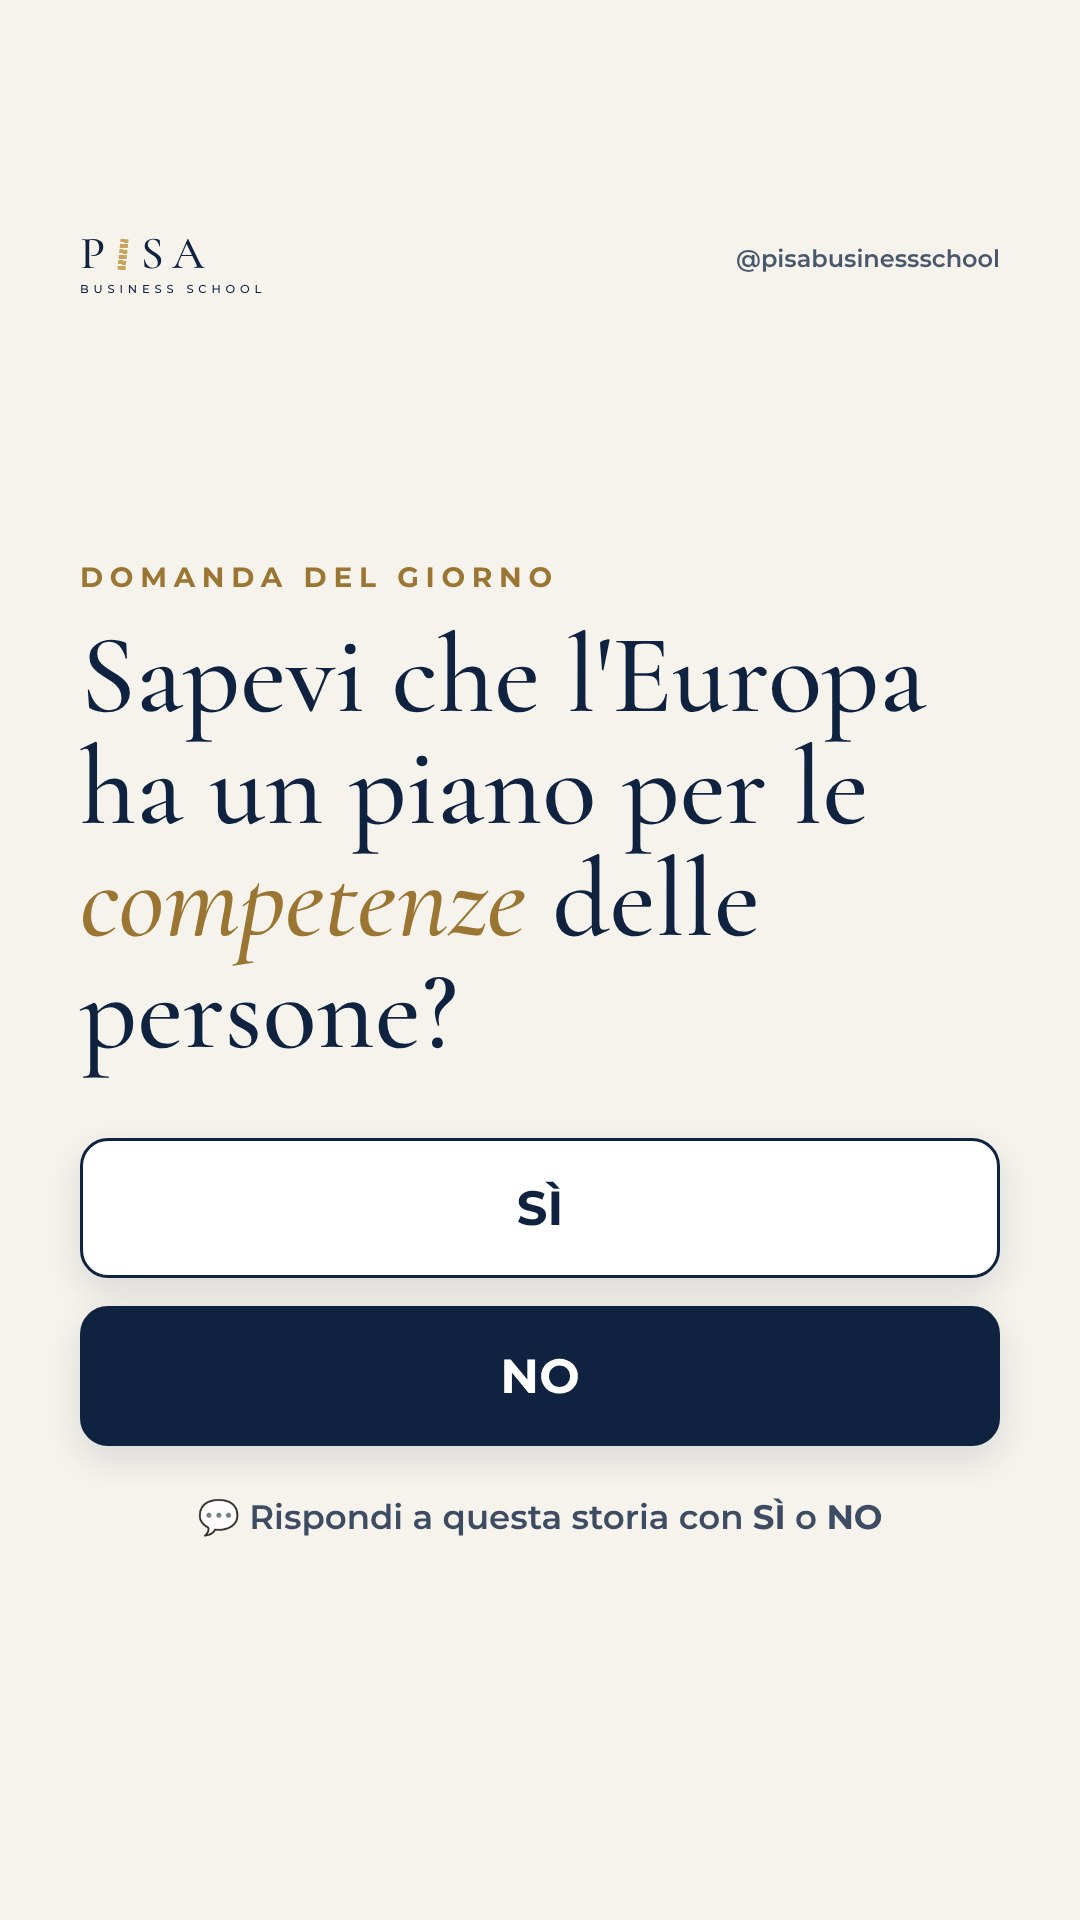 PISA
BUSINESS SCHOOL
@pisabusinessschool
DOMANDA DEL GIORNO
Sapevi che l'Europa
ha un piano per le
competenze delle
persone?
SÌ
NO
💬 Rispondi a questa storia con SÌ o NO